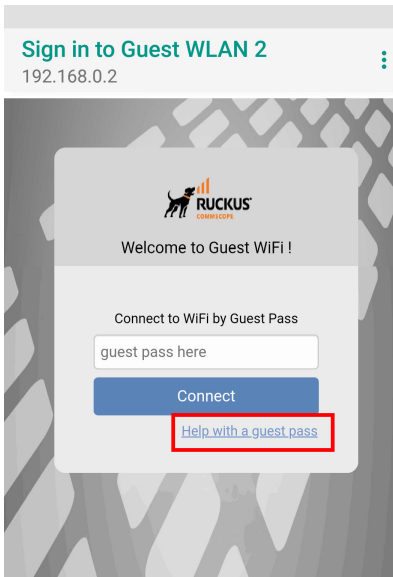 Sign in to Guest WLAN 2
192.168.0.2
RUCKUS
COMMSCOPE
Welcome to Guest WiFi !
Connect to WiFi by Guest Pass
guest pass here
Connect
Help with a guest pass